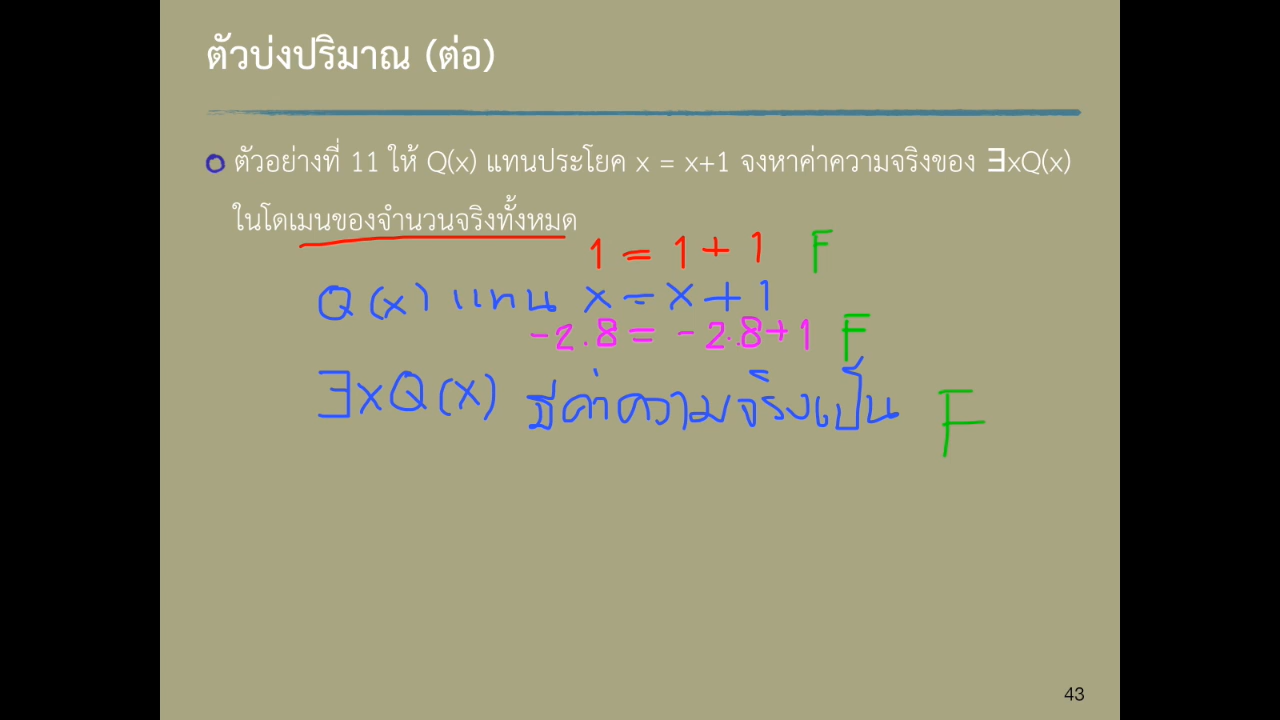 ตัวบ่งปริมาณ (ต่อ)
ตัวอย่างที่ 11 ให้ Q(x) แทนประโยค x = x+1 จงหาค่าความจริงของ ∃xQ(x)
ในโดเมนของจำนวนจริงทั้งหมด
1 = 1 + 1 F
Q(x) แทน x = x + 1
-2.8 = -2.8+1 F
∃xQ(x) มีค่าความจริงเป็น F
43